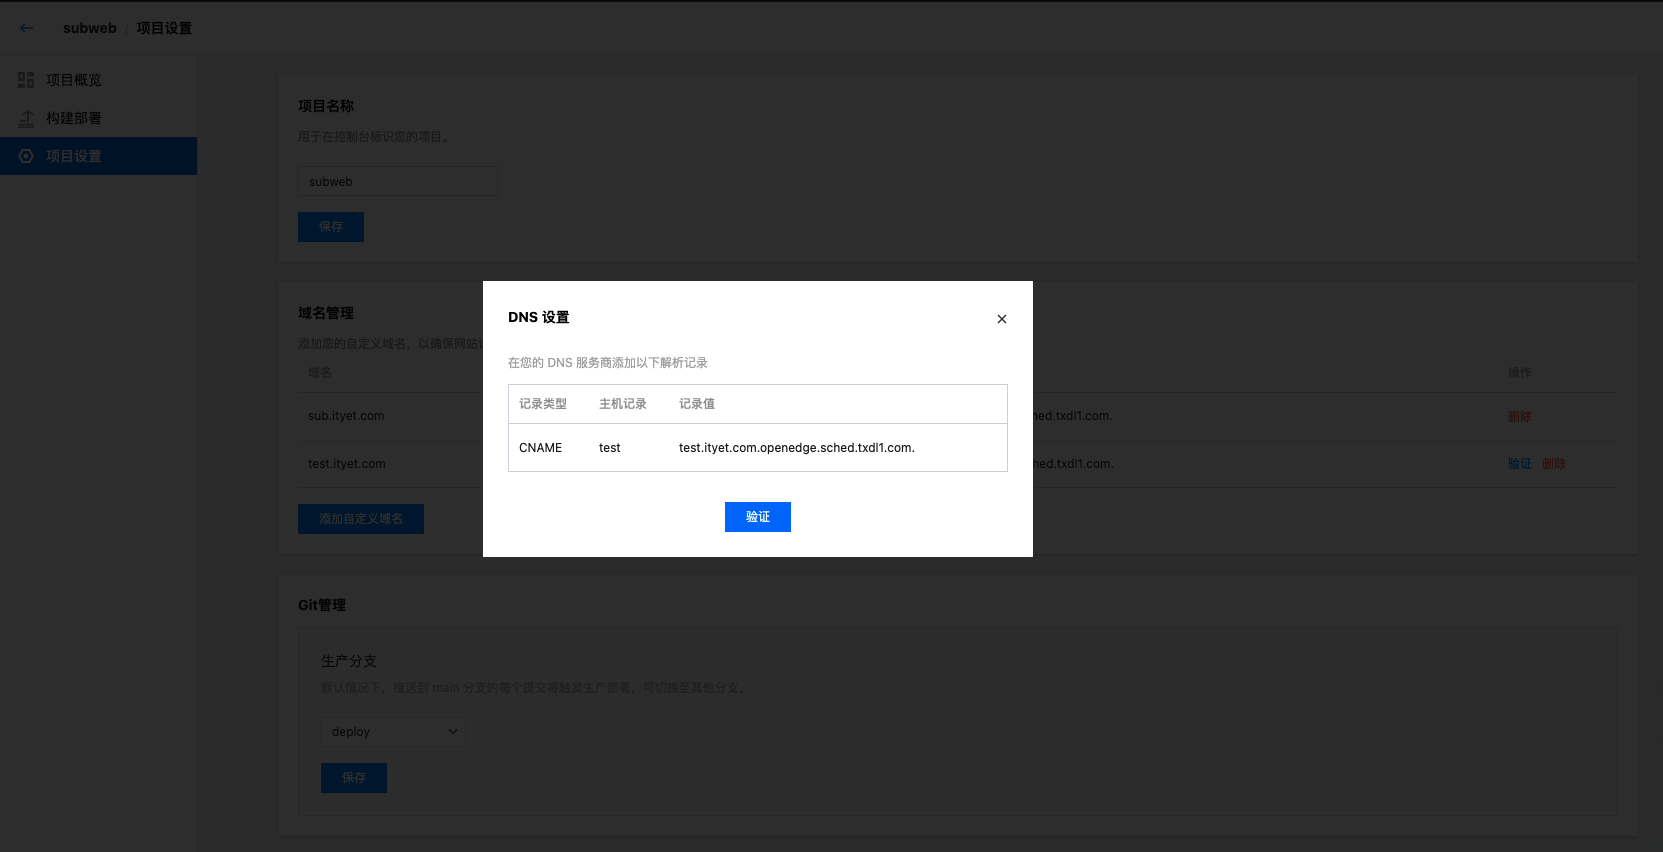 subweb / 项目设置
项目概览
构建部署
项目设置
项目名称
用于在控制台标识您的项目。
subweb
保存
域名管理
添加您的自定义域名，以确保网站
域名
操作
sub.ityet.com
ned.txdl1.com.
删除
test.ityet.com
hed.txdl1.com.
验证 删除
添加自定义域名
DNS 设置
在您的 DNS 服务商添加以下解析记录
记录类型 主机记录 记录值
CNAME test test.ityet.com.openedge.sched.txdl1.com.
验证
Git管理
生产分支
默认情况下，推送到 main 分支的每个提交将触发生产部署，可切换至其他分支。
deploy
保存